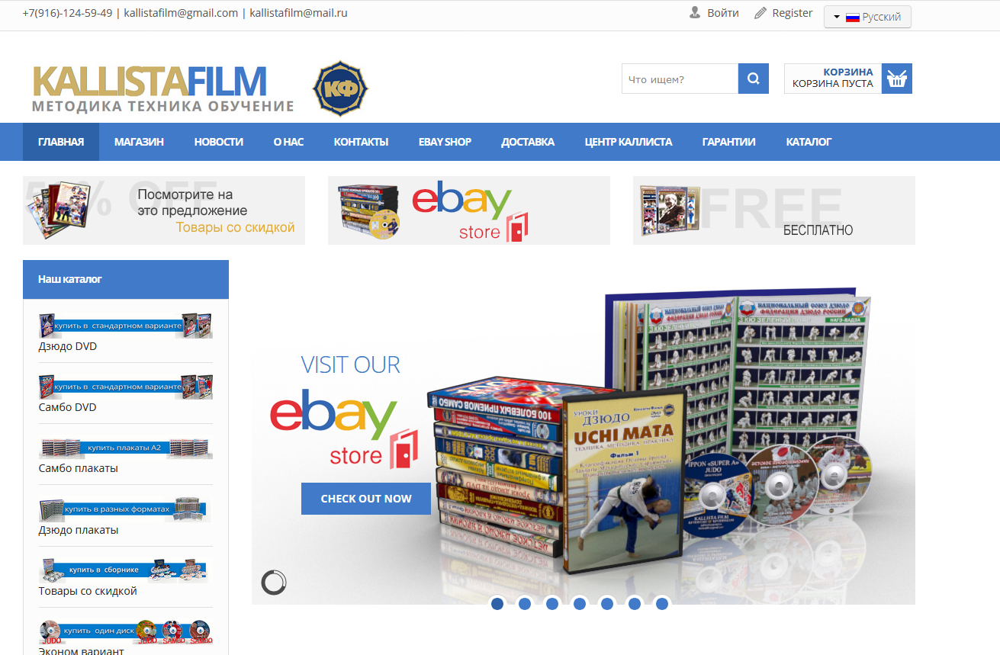 +7(916)-124-59-49 | kallistafilm@gmail.com | kallistafilm@mail.ru
Войти
Register
Русский
KALLISTAFILM
МЕТОДИКА ТЕХНИКА ОБУЧЕНИЕ
КФ
Что ищем?
КОРЗИНА
КОРЗИНА ПУСТА
ГЛАВНАЯ МАГАЗИН НОВОСТИ О НАС КОНТАКТЫ EBAY SHOP ДОСТАВКА ЦЕНТР КАЛЛИСТА ГАРАНТИИ КАТАЛОГ
% OFF
Посмотрите на
это предложение
Товары со скидкой
ebay
store
FREE
БЕСПЛАТНО
Наш каталог
купить в стандартном варианте
Дзюдо DVD
купить в стандартном варианте
Самбо DVD
купить плакаты А2
Самбо плакаты
купить в разных форматах
Дзюдо плакаты
купить в сборнике
Товары со скидкой
купить один диск
JUDO JUDO SAMBO SAMBO
Эконом вариант
VISIT OUR
ebay
store
CHECK OUT NOW
НАЦИОНАЛЬНЫЙ СОЮЗ ДЗЮДО
ФЕДЕРАЦИЯ ДЗЮДО РОССИИ
3 КЮ ЗЕЛЕНЫЙ
НАГЭ-ВАДЗА
100 БОЛЕВЫХ ПРИЕМОВ САМБО
УРОКИ
ДЗЮДО
DVD
UCHI MATA
ТЕХНИКА МЕТОДИКА ПРАКТИКА
Фильм 1
IPPON «SUPER A»
JUDO
KALLISTA FILM